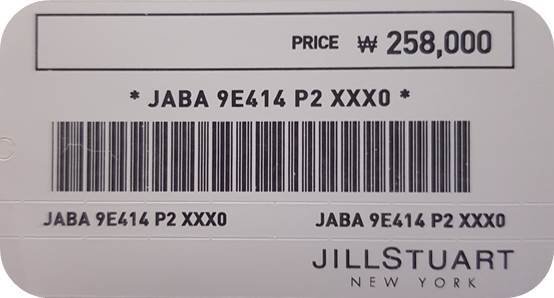 PRICE ₩ 258,000
* JABA 9E414 P2 XXX0 *
JABA 9E414 P2 XXX0 JABA 9E414 P2 XXX0
JILLSTUART
NEW YORK